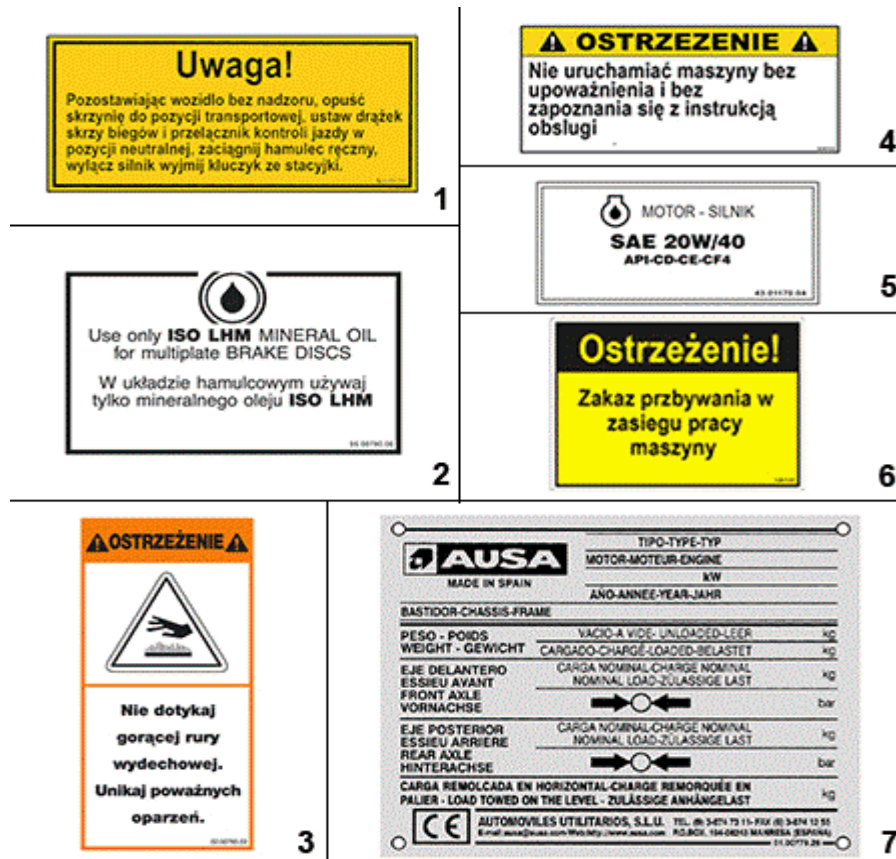 Uwaga!
Pozostawiając wozidlo bez nadzoru, opuść
skrzynię do pozycji transportowej, ustaw drążek
skrzy biegów i przełącznik kontroli jazdy w
pozycji neutralnej, zaciągnij hamulec ręczny,
wyłącz silnik wyjmij kluczyk ze stacyjki.
1
Use only ISO LHM MINERAL OIL
for multiplate BRAKE DISCS
W układzie hamulcowym używaj
tylko mineralnego oleju ISO LHM
2
OSTRZEŻENIE
Nie dotykaj
gorącej rury
wydechowej.
Unikaj poważnych
oparzeń.
3
OSTRZEZENIE
Nie uruchamiać maszyny bez
upoważnienia i bez
zapoznania się z instrukcją
obslugi
4
MOTOR - SILNIK
SAE 20W/40
API-CD-CE-CF4
43.01179.04
5
Ostrzeżenie!
Zakaz przbywania w
zasiegu pracy
maszyny
6
AUSA
MADE IN SPAIN
TIPO-TYPE-TYP
MOTOR-MOTEUR-ENGINE
kW
AÑO-ANNEE-YEAR-JAHR
BASTIDOR-CHASSIS-FRAME
PESO - POIDS
WEIGHT - GEWICHT
VACIO-A VIDE- UNLOADED-LEER kg
CARGADO-CHARGÉ-LOADED-BELASTET kg
EJE DELANTERO
ESSIEU AVANT
FRONT AXLE
VORNACHSE
CARGA NOMINAL-CHARGE NOMINAL
NOMINAL LOAD-ZÜLASSIGE LAST kg
bar
EJE POSTERIOR
ESSIEU ARRIERE
REAR AXLE
HINTERACHSE
CARGA NOMINAL-CHARGE NOMINAL
NOMINAL LOAD-ZÜLASSIGE LAST kg
bar
CARGA REMOLCADA EN HORIZONTAL-CHARGE REMORQUÉE EN
PALIER - LOAD TOWED ON THE LEVEL - ZULÄSSIGE ANHÄNGELAST kg
CE
AUTOMOVILES UTILITARIOS, S.L.U.
7